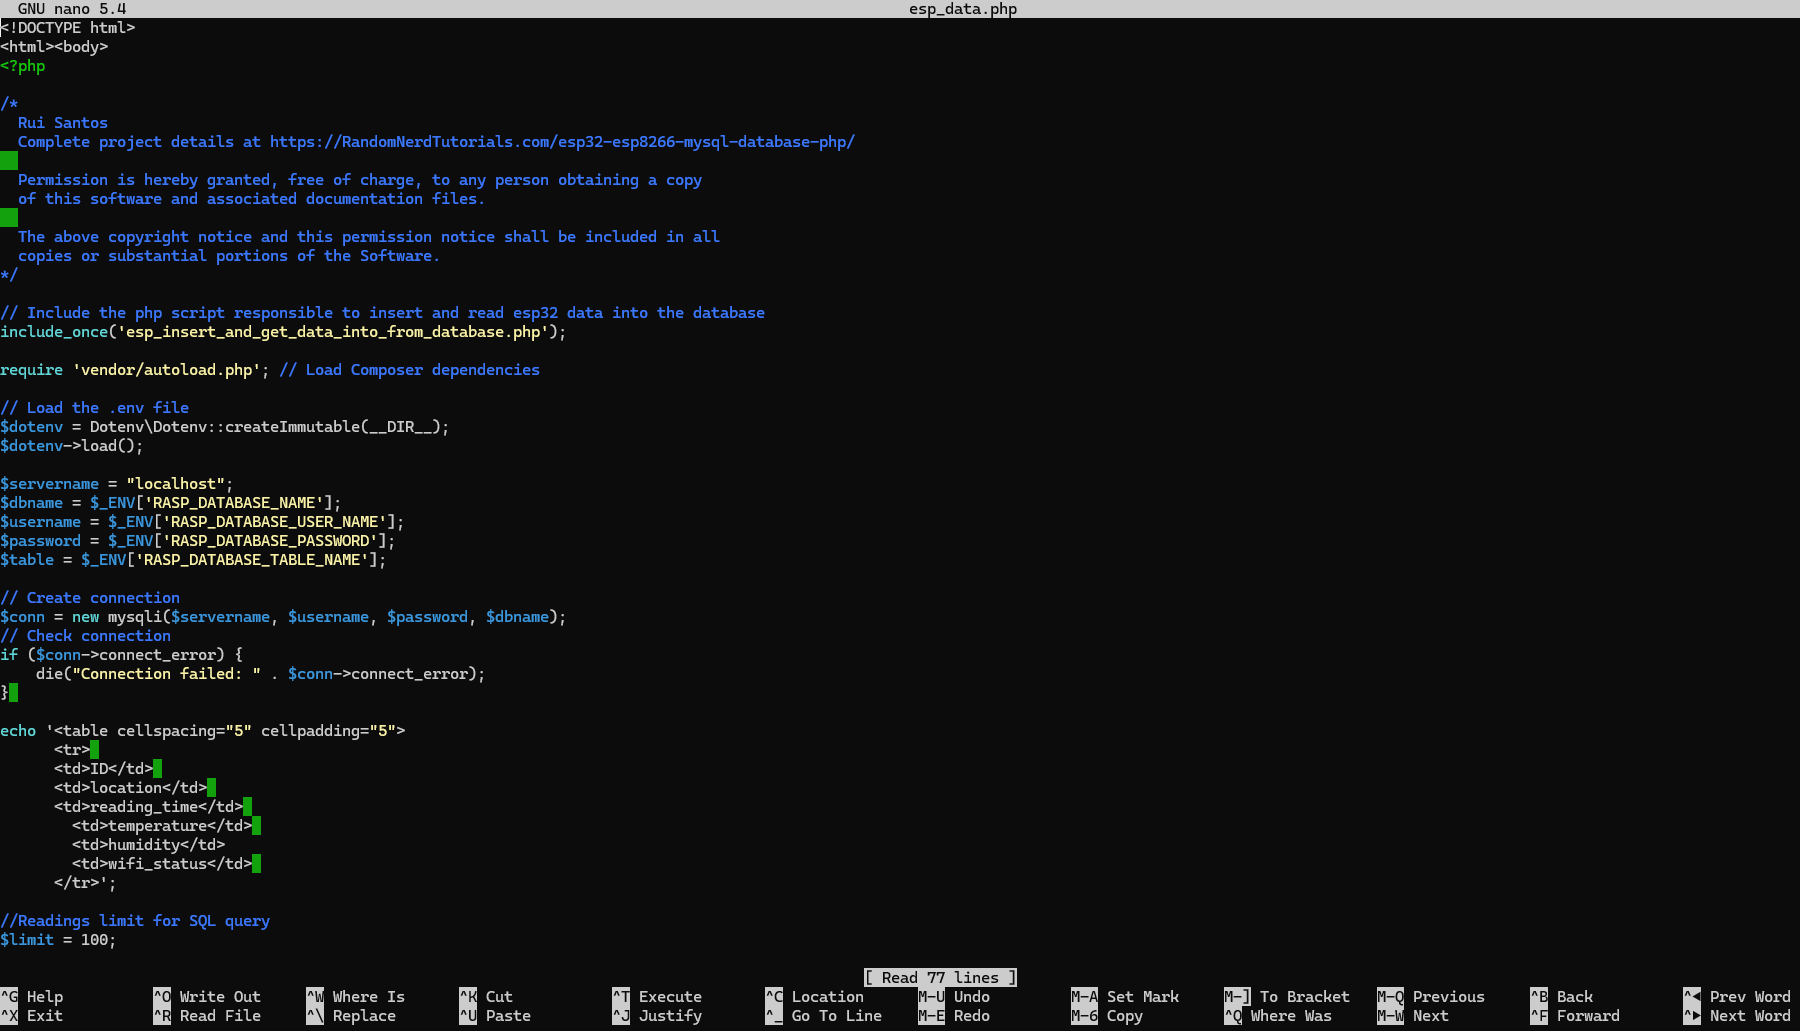 GNU nano 5.4 esp_data.php
<!DOCTYPE html>
<html><body>
<?php
/*
  Rui Santos
  Complete project details at https://RandomNerdTutorials.com/esp32-esp8266-mysql-database-php/
  Permission is hereby granted, free of charge, to any person obtaining a copy
  of this software and associated documentation files.
  The above copyright notice and this permission notice shall be included in all
  copies or substantial portions of the Software.
*/
// Include the php script responsible to insert and read esp32 data into the database
include_once('esp_insert_and_get_data_into_from_database.php');
require 'vendor/autoload.php'; // Load Composer dependencies
// Load the .env file
$dotenv = Dotenv\Dotenv::createImmutable(__DIR__);
$dotenv->load();
$servername = "localhost";
$dbname = $_ENV['RASP_DATABASE_NAME'];
$username = $_ENV['RASP_DATABASE_USER_NAME'];
$password = $_ENV['RASP_DATABASE_PASSWORD'];
$table = $_ENV['RASP_DATABASE_TABLE_NAME'];
// Create connection
$conn = new mysqli($servername, $username, $password, $dbname);
// Check connection
if ($conn->connect_error) {
    die("Connection failed: " . $conn->connect_error);
}
echo '<table cellspacing="5" cellpadding="5">
      <tr>
      <td>ID</td>
      <td>location</td>
      <td>reading_time</td>
        <td>temperature</td>
        <td>humidity</td>
        <td>wifi_status</td>
      </tr>';
//Readings limit for SQL query
$limit = 100;
[ Read 77 lines ]
^G Help ^O Write Out ^W Where Is ^K Cut ^T Execute ^C Location M-U Undo M-A Set Mark M-] To Bracket M-Q Previous ^B Back ^◂ Prev Word
^X Exit ^R Read File ^\ Replace ^U Paste ^J Justify ^_ Go To Line M-E Redo M-6 Copy ^Q Where Was M-W Next ^F Forward ^▸ Next Word